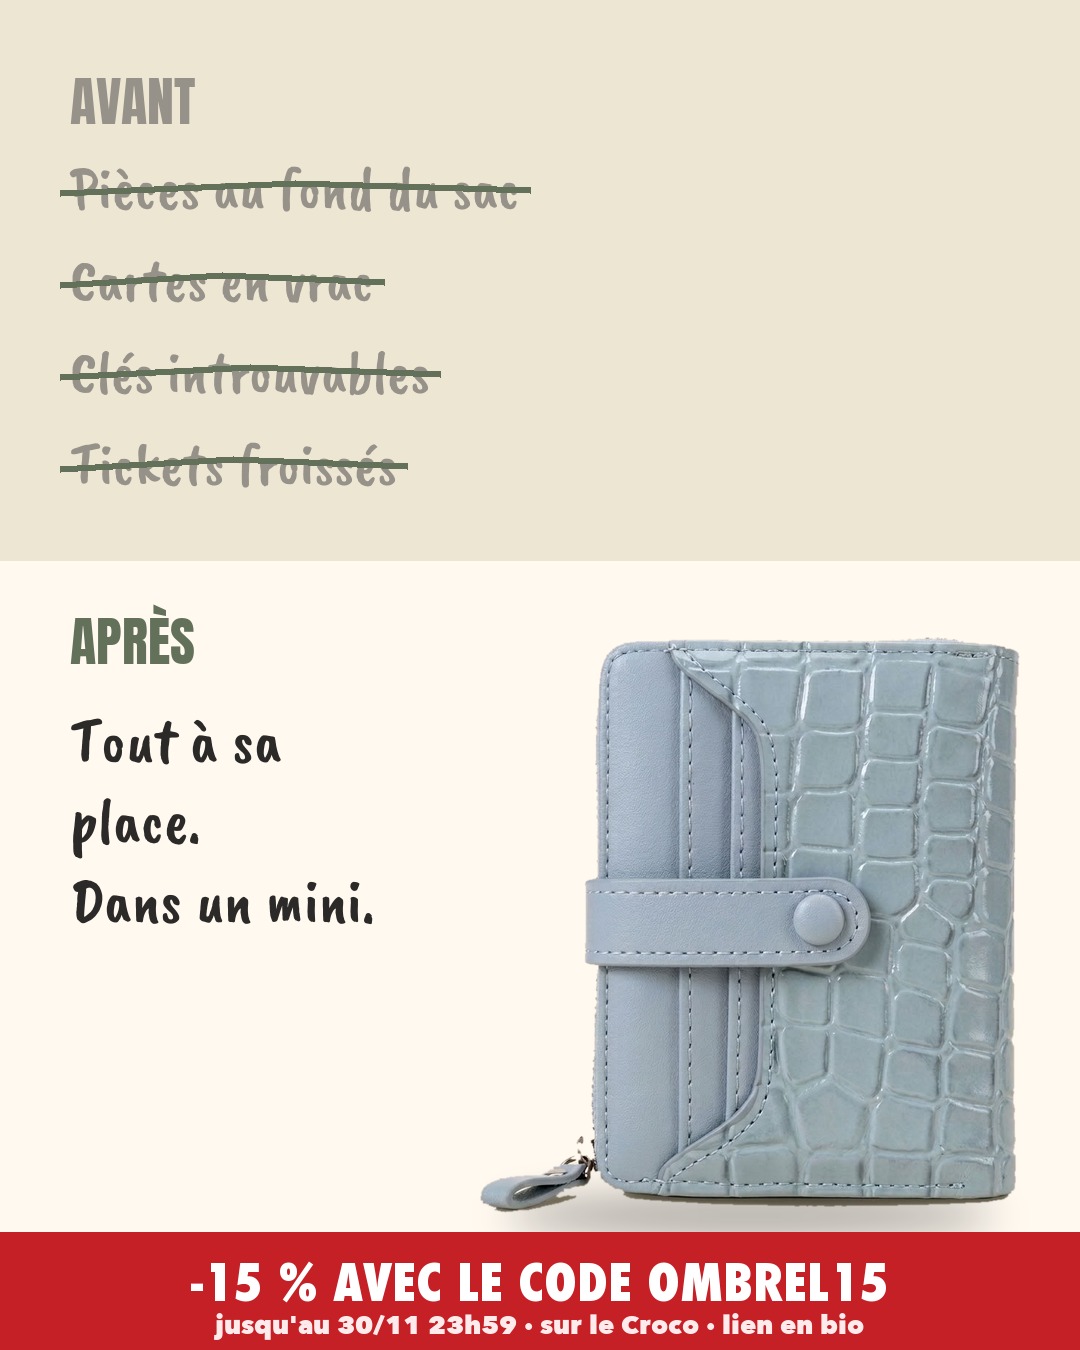 AVANT
Pièces au fond du sac
Cartes en vrac
Clés introuvables
Tickets froissés
APRÈS
Tout à sa
place.
Dans un mini.
-15 % AVEC LE CODE OMBREL15
jusqu'au 30/11 23h59 · sur le Croco · lien en bio